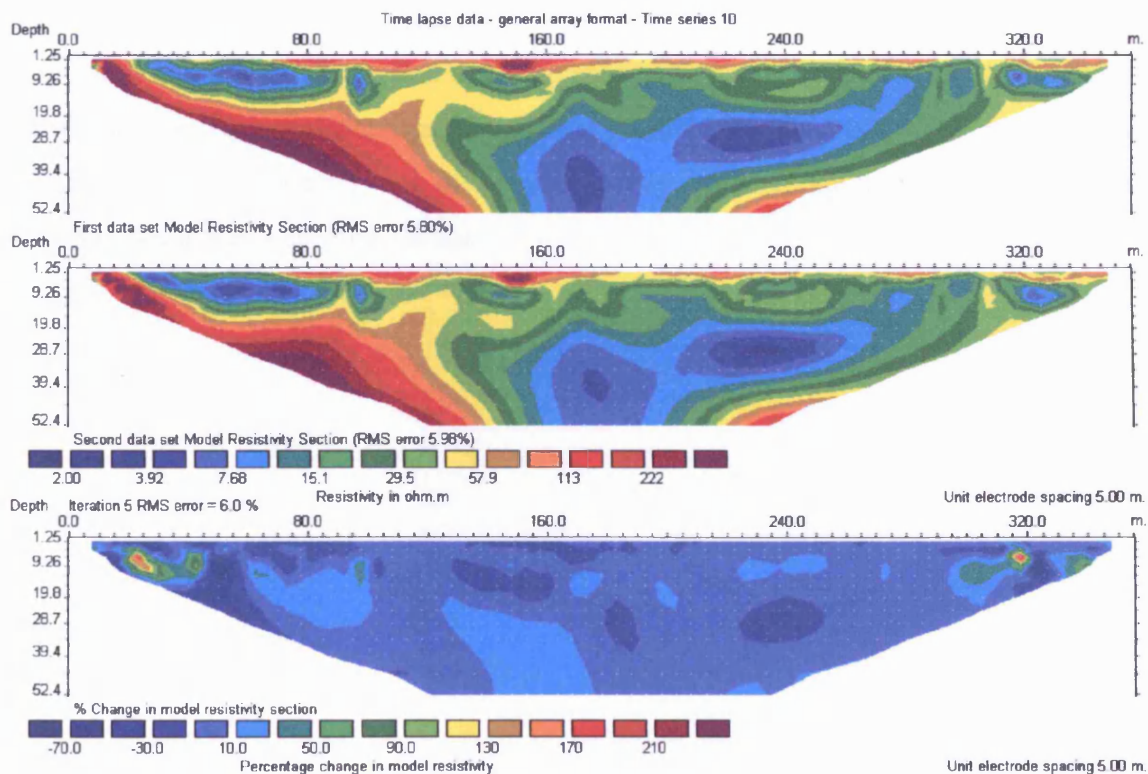 Time lapse data - general array format - Time series 10
Depth 0.0 80.0 160.0 240.0 320.0 m.
1.25
9.26
19.8
28.7
39.4
52.4
First data set Model Resistivity Section (RMS error 5.80%)
Depth 0.0 80.0 160.0 240.0 320.0 m.
1.25
9.26
19.8
28.7
39.4
52.4
Second data set Model Resistivity Section (RMS error 5.98%)
2.00 3.92 7.68 15.1 29.5 57.9 113 222
Resistivity in ohm.m Unit electrode spacing 5.00 m.
Depth Iteration 5 RMS error = 6.0 %
0.0 80.0 160.0 240.0 320.0 m.
1.25
9.26
19.8
28.7
39.4
52.4
% Change in model resistivity section
-70.0 -30.0 10.0 50.0 90.0 130 170 210
Percentage change in model resistivity Unit electrode spacing 5.00 m.